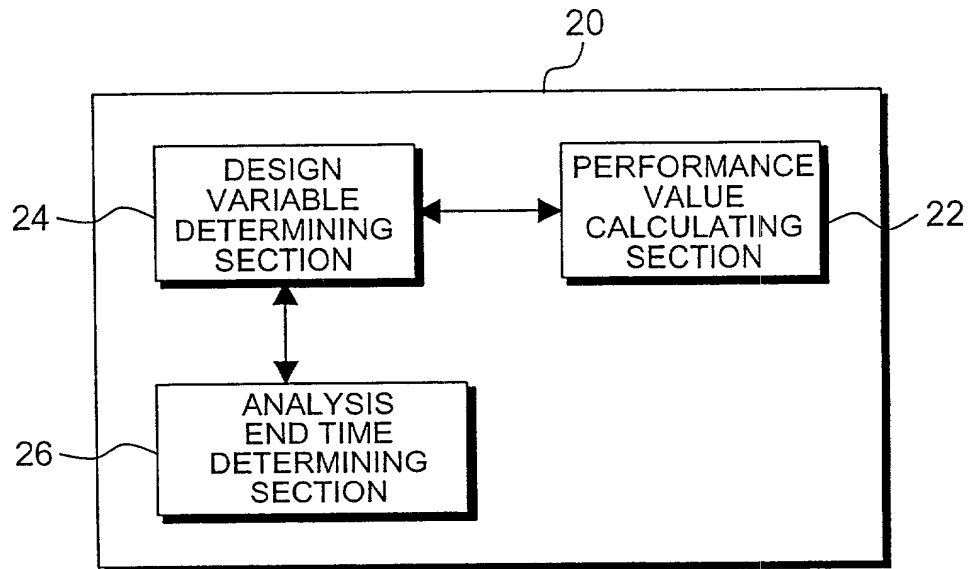 20
DESIGN
VARIABLE
DETERMINING
SECTION
24
PERFORMANCE
VALUE
CALCULATING
SECTION
22
ANALYSIS
END TIME
DETERMINING
SECTION
26